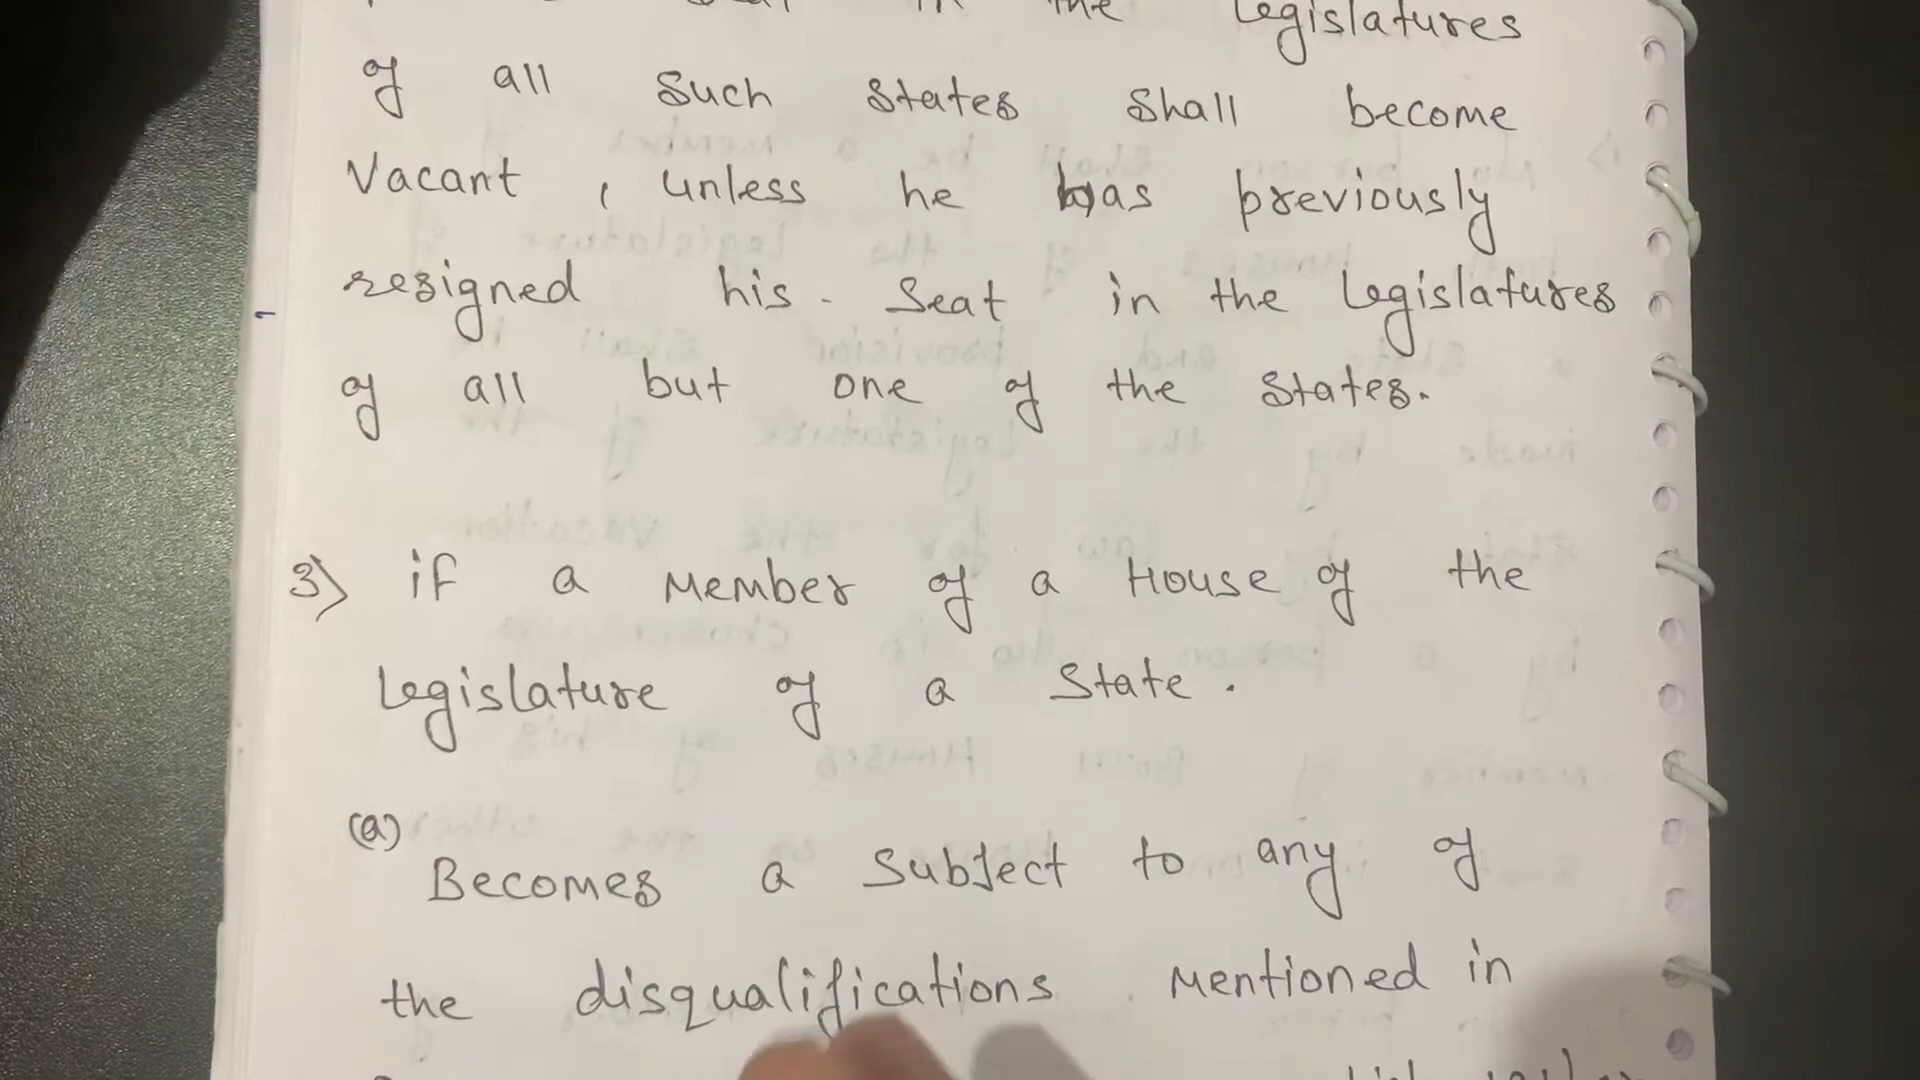 in the Legislatures
of all Such States Shall become
Vacant, unless he has previously
resigned his. Seat in the Legislatures
of all but one of the States.
3) if a Member of a House of the
Legislature of a State.
(a)
Becomes a SubJect to any of
the disqualifications Mentioned in